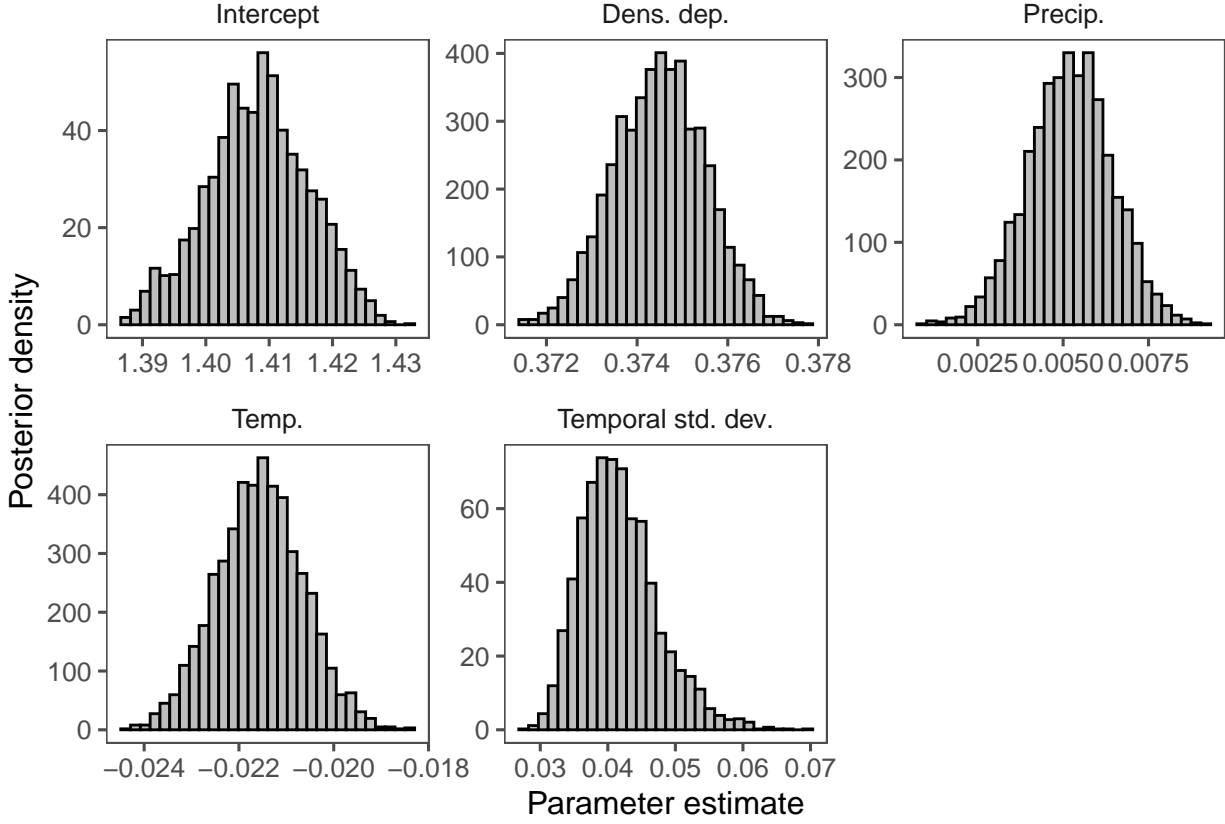 Intercept
Dens. dep.
Precip.
40
20
0
1.39 1.40 1.41 1.42 1.43
400
300
200
100
0
0.372 0.374 0.376 0.378
300
200
100
0
0.0025 0.0050 0.0075
Posterior density
Temp.
Temporal std. dev.
400
300
200
100
0
−0.024 −0.022 −0.020 −0.018
60
40
20
0
0.03 0.04 0.05 0.06 0.07
Parameter estimate